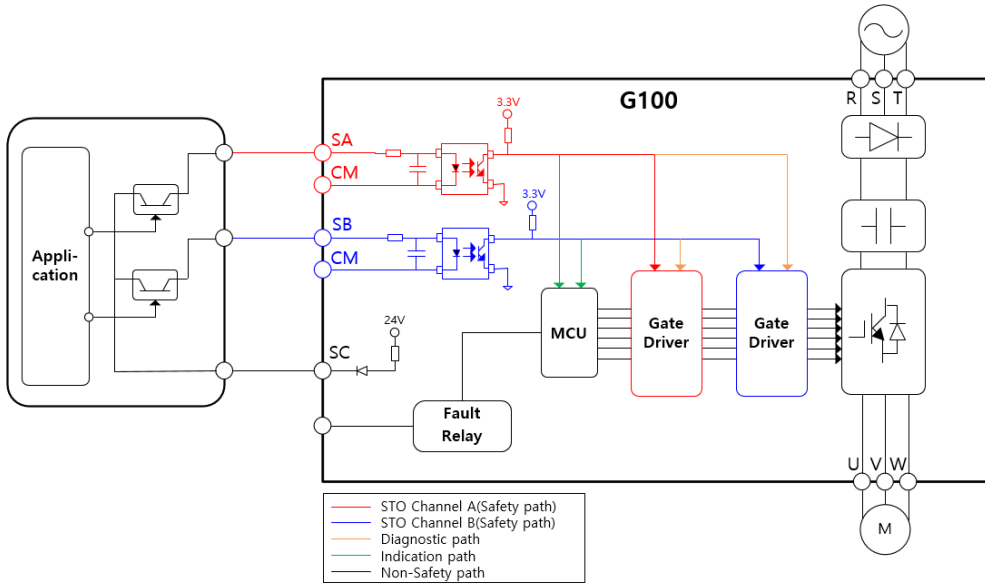 G100
R S T
3.3V
SA
CM
3.3V
SB
CM
Appli-
cation
24V
SC
MCU
Gate
Driver
Gate
Driver
Fault
Relay
U V W
M
STO Channel A(Safety path)
STO Channel B(Safety path)
Diagnostic path
Indication path
Non-Safety path